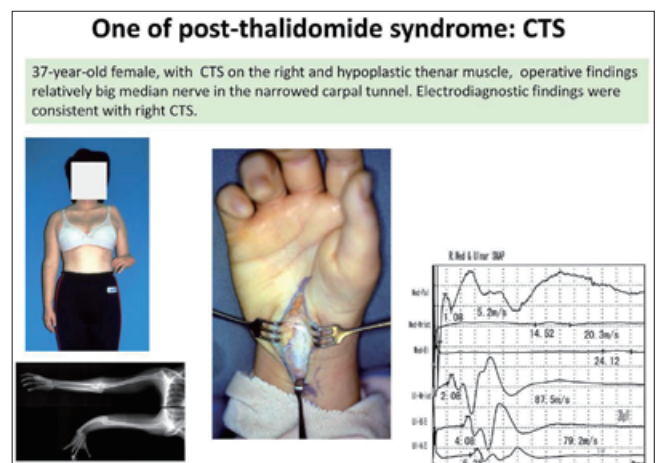 One of post-thalidomide syndrome: CTS
37-year-old female, with CTS on the right and hypoplastic thenar muscle, operative findings
relatively big median nerve in the narrowed carpal tunnel. Electrodiagnostic findings were
consistent with right CTS.
R.Med & Ulnar SNAP
1.08
5.2m/s
14.52
20.3m/s
24.12
2:08
87.5m/s
4:08
79.2m/s